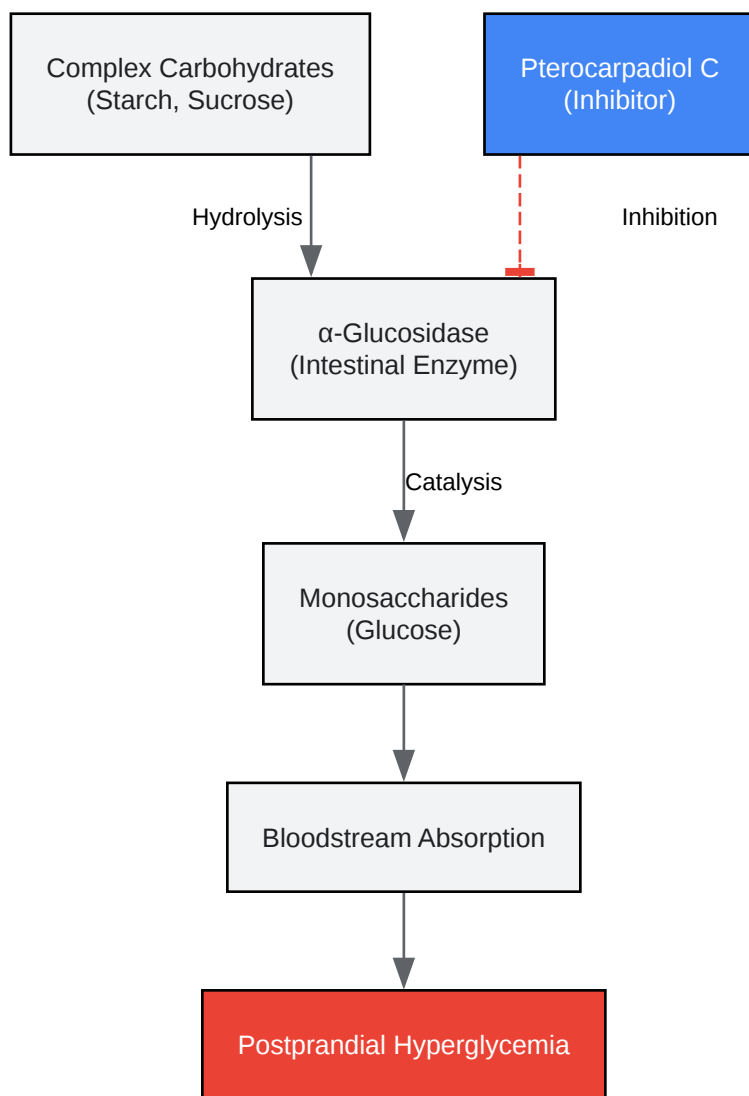 Complex Carbohydrates
(Starch, Sucrose)
Pterocarpadiol C
(Inhibitor)
Hydrolysis
Inhibition
α-Glucosidase
(Intestinal Enzyme)
Catalysis
Monosaccharides
(Glucose)
Bloodstream Absorption
Postprandial Hyperglycemia